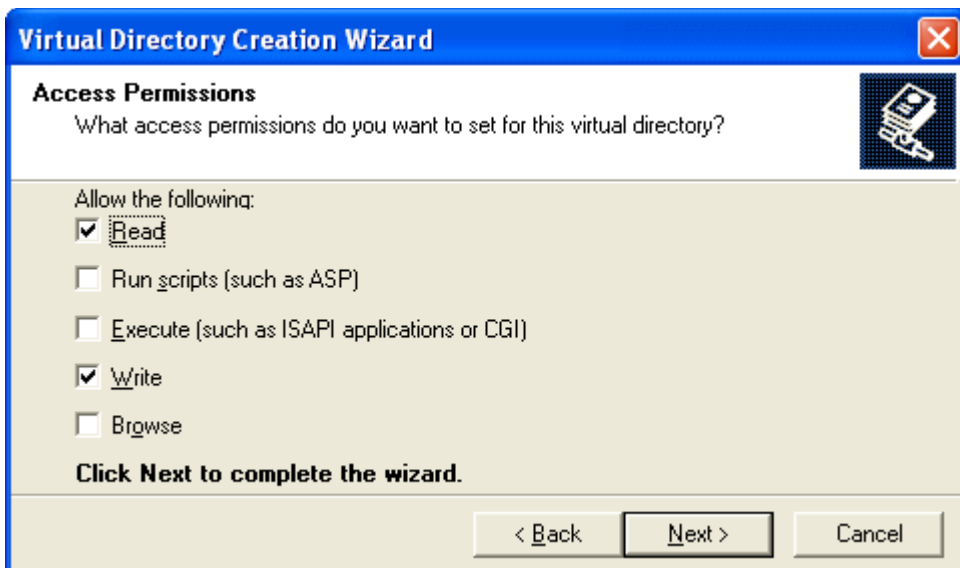 Virtual Directory Creation Wizard
Access Permissions
What access permissions do you want to set for this virtual directory?
Allow the following:
Read
Run scripts (such as ASP)
Execute (such as ISAPI applications or CGI)
Write
Browse
Click Next to complete the wizard.
< Back Next > Cancel